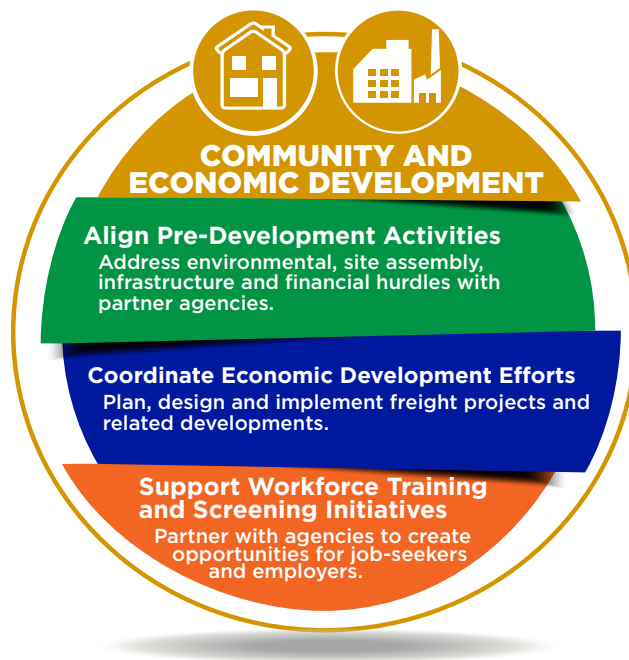 COMMUNITY AND
ECONOMIC DEVELOPMENT
Align Pre-Development Activities
Address environmental, site assembly,
infrastructure and financial hurdles with
partner agencies.
Coordinate Economic Development Efforts
Plan, design and implement freight projects and
related developments.
Support Workforce Training
and Screening Initiatives
Partner with agencies to create
opportunities for job-seekers
and employers.